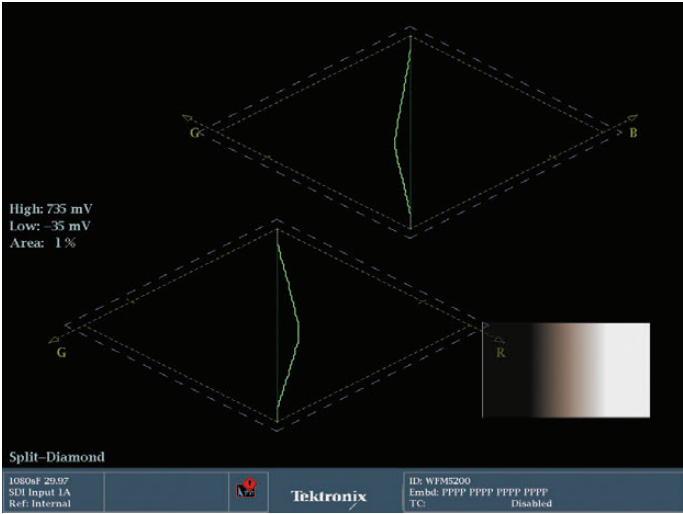 G
B
High: 735 mV
Low: −35 mV
Area: 1 %
G
R
Split−Diamond
1080sF 29.97
SDI Input 1A
Ref: Internal
Tektronix
ID: WFM5200
Embd: PPPP PPPP PPPP PPPP
TC: Disabled